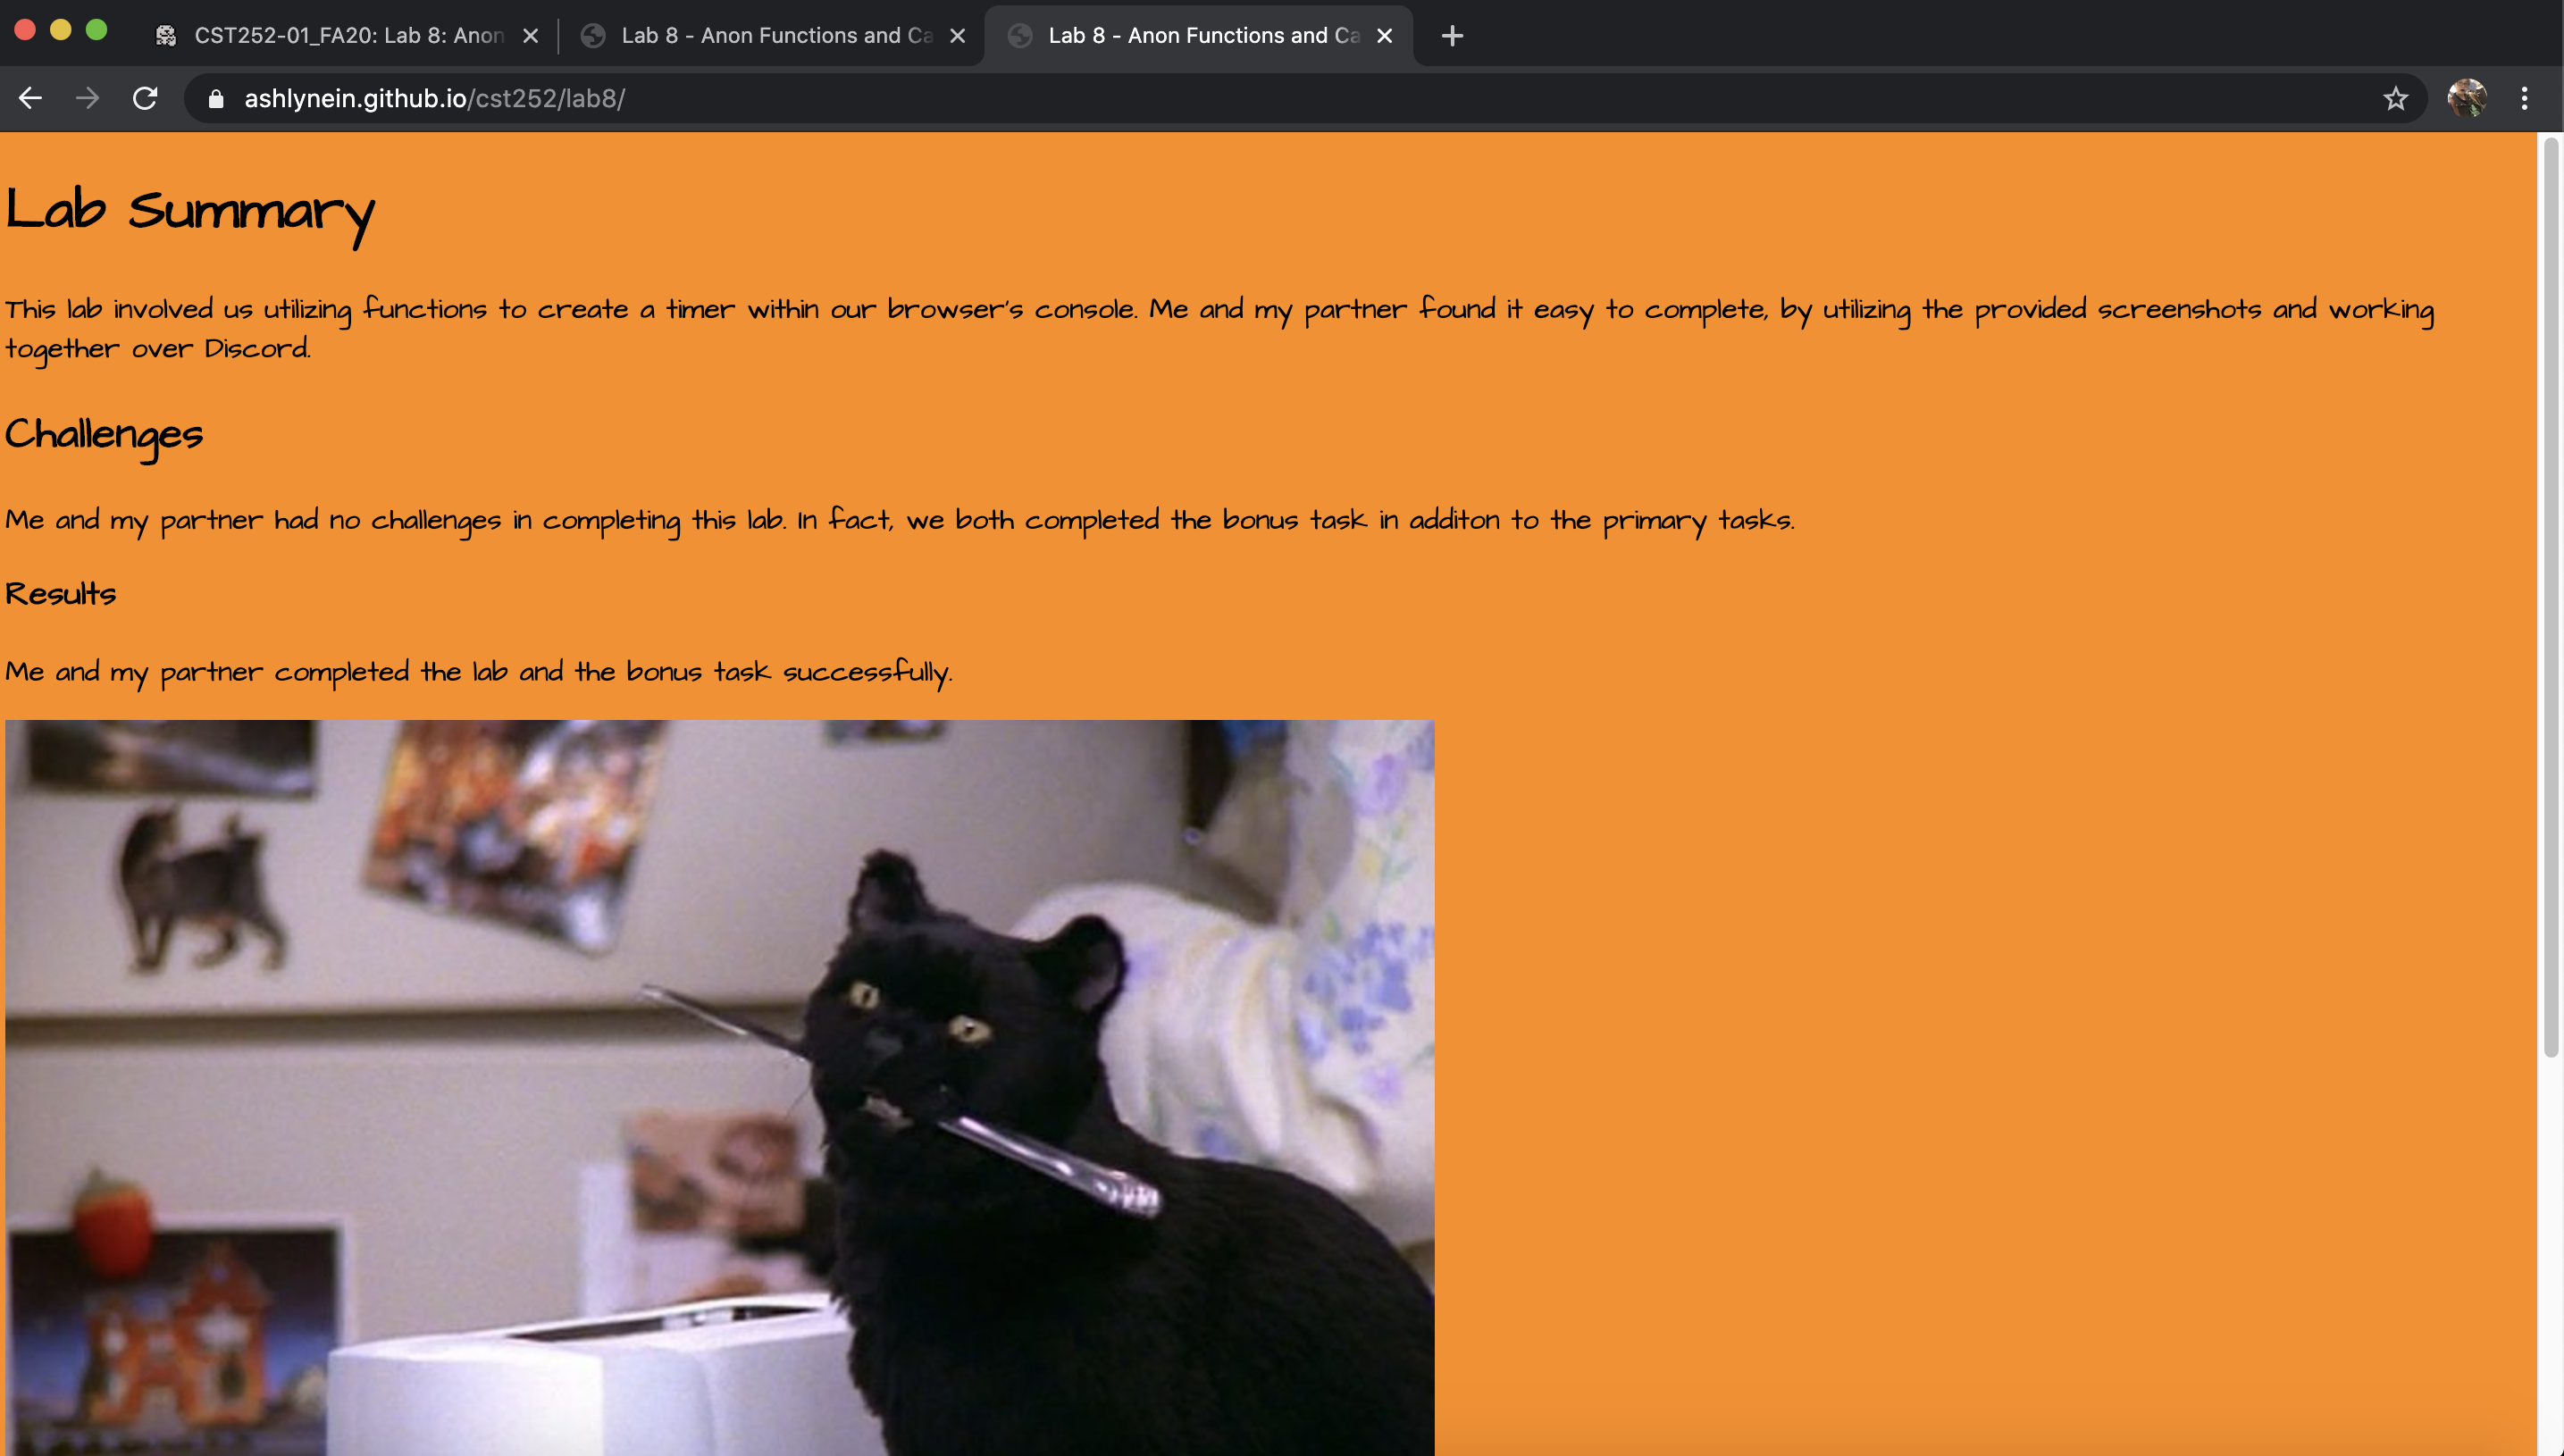 CST252-01_FA20: Lab 8: Anon
Lab 8 - Anon Functions and Ca
Lab 8 - Anon Functions and Ca
ashlynein.github.io/cst252/lab8/
Lab Summary
This lab involved us utilizing functions to create a timer within our browser's console. Me and my partner found it easy to complete, by utilizing the provided screenshots and working
together over Discord.
Challenges
Me and my partner had no challenges in completing this lab. In fact, we both completed the bonus task in additon to the primary tasks.
Results
Me and my partner completed the lab and the bonus task successfully.